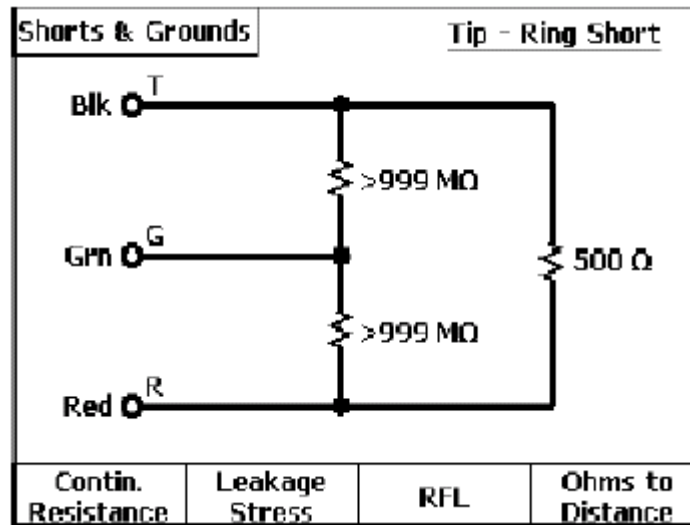 Shorts & Grounds
Tip - Ring Short
T
Blk
>999 MΩ
G
Grn
500 Ω
>999 MΩ
R
Red
Contin. Resistance
Leakage Stress
RFL
Ohms to Distance